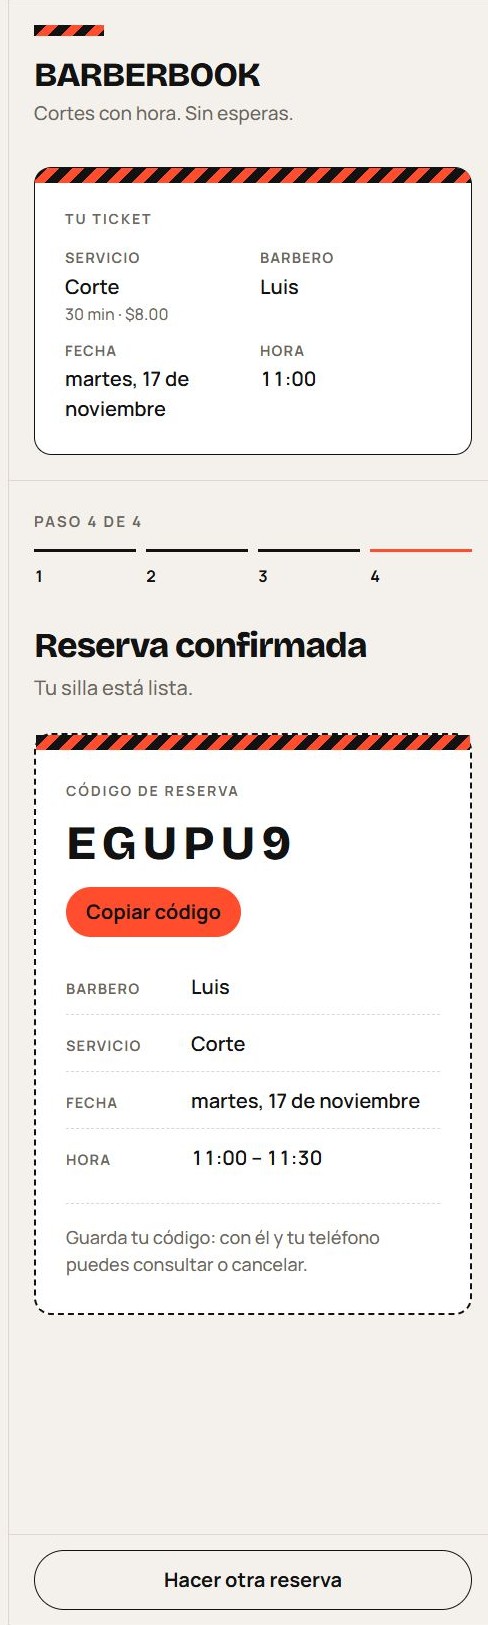 BARBERBOOK
Cortes con hora. Sin esperas.
TU TICKET
SERVICIO
Corte
30 min · $8.00
BARBERO
Luis
FECHA
martes, 17 de
noviembre
HORA
11:00
PASO 4 DE 4
1 2 3 4
Reserva confirmada
Tu silla está lista.
CÓDIGO DE RESERVA
EGUPU9
Copiar código
BARBERO Luis
SERVICIO Corte
FECHA martes, 17 de noviembre
HORA 11:00 – 11:30
Guarda tu código: con él y tu teléfono
puedes consultar o cancelar.
Hacer otra reserva